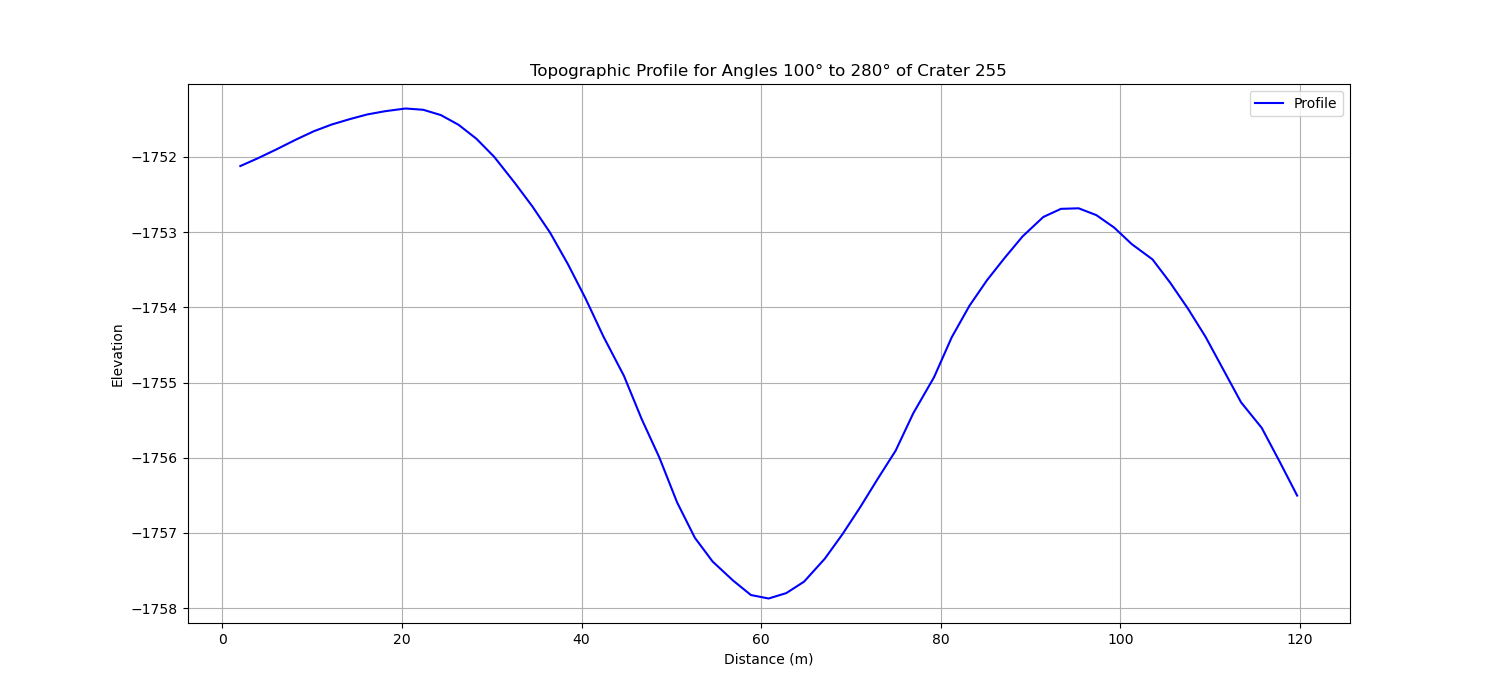 Topographic Profile for Angles 100° to 280° of Crater 255
Profile
−1752
−1753
−1754
−1755
−1756
−1757
−1758
Elevation
0 20 40 60 80 100 120
Distance (m)